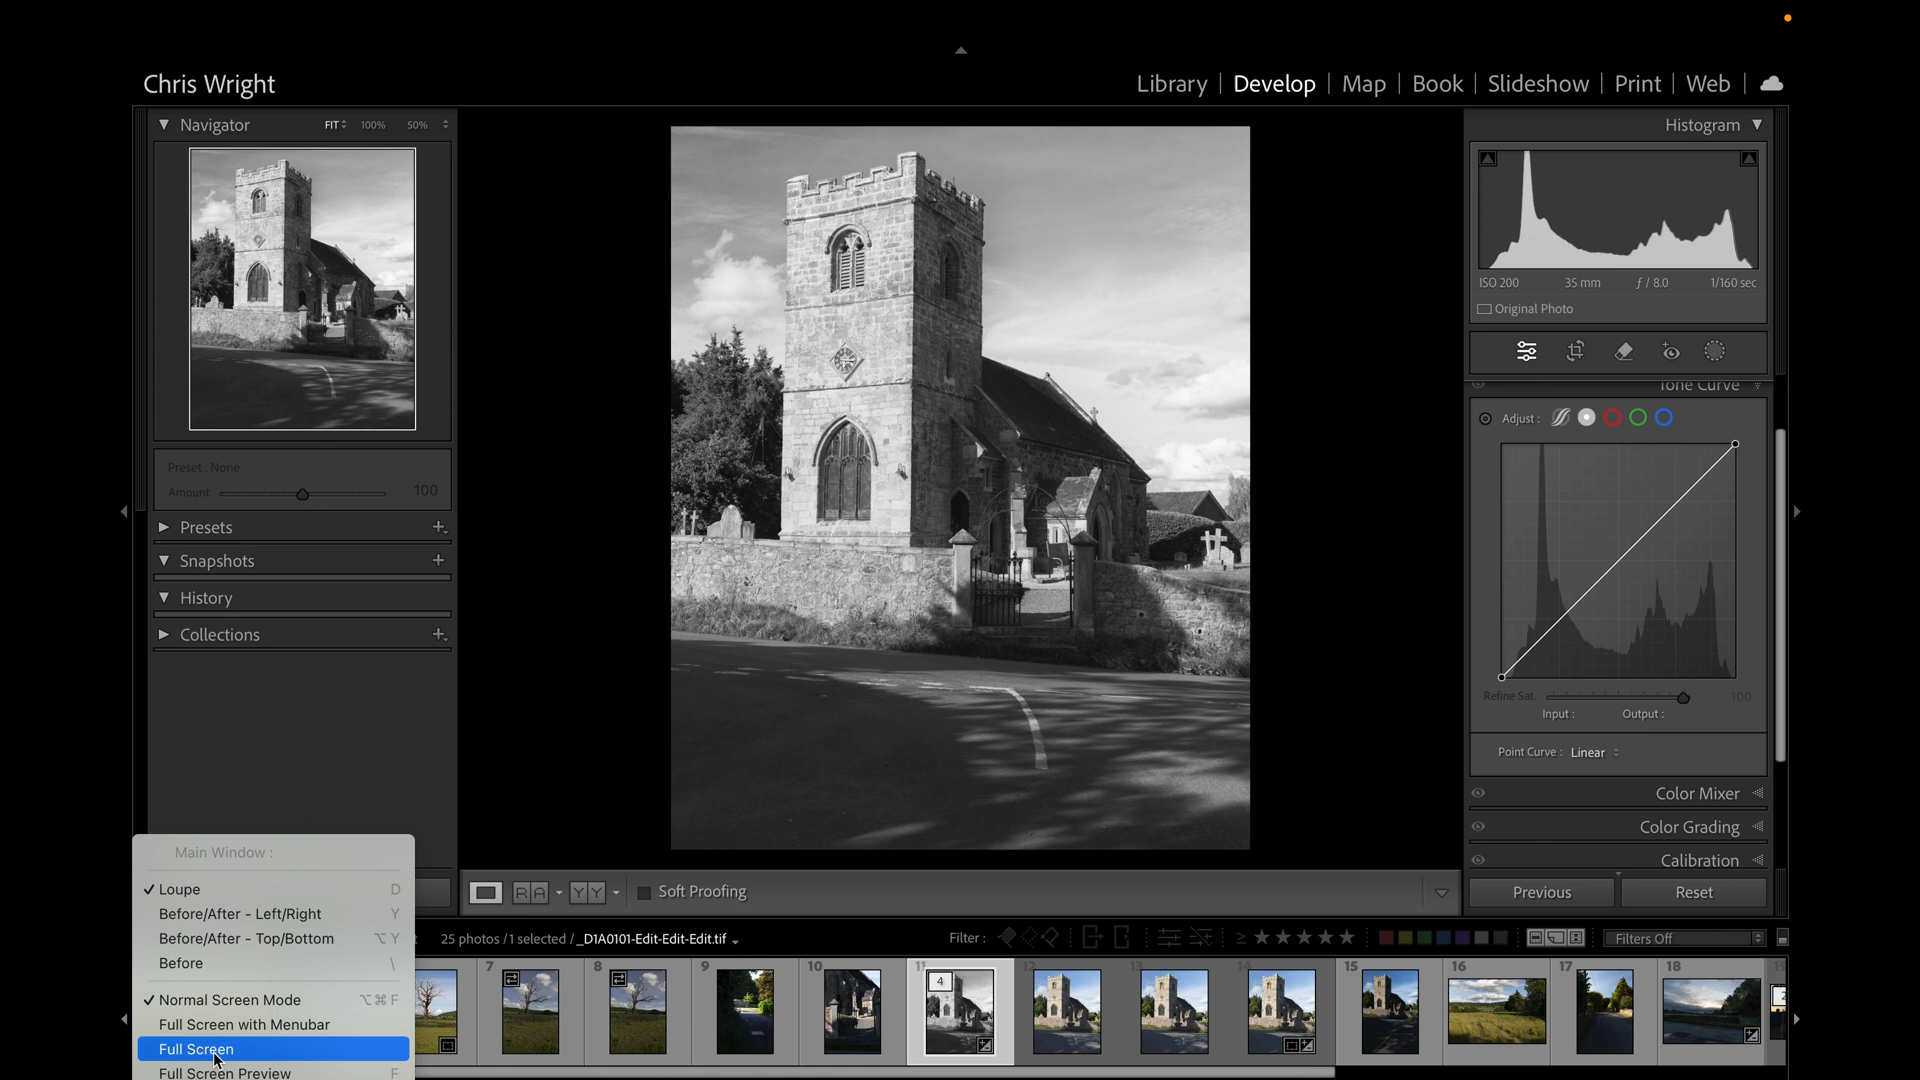 Chris Wright
Library | Develop | Map | Book | Slideshow | Print | Web
Navigator FIT 100% 50%
Preset : None
Amount 100
Presets
Snapshots
History
Collections
Histogram
ISO 200 35 mm ƒ / 8.0 1/160 sec
Original Photo
Tone Curve
Adjust :
Refine Sat. 100
Input : Output :
Point Curve : Linear
Color Mixer
Color Grading
Calibration
Previous Reset
R A Y Y Soft Proofing
Main Window :
Loupe D
Before/After - Left/Right Y
Before/After - Top/Bottom ⌥ Y
Before \
Normal Screen Mode ⌥⌘F
Full Screen with Menubar
Full Screen
Full Screen Preview F
25 photos / 1 selected / _D1A0101-Edit-Edit-Edit.tif
Filter : ≥ ★★★★★ Filters Off
7 8 9 10 11 12 13 14 15 16 17 18
4